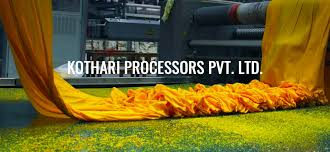 KOTHARI PROCESSORS PVT. LTD.